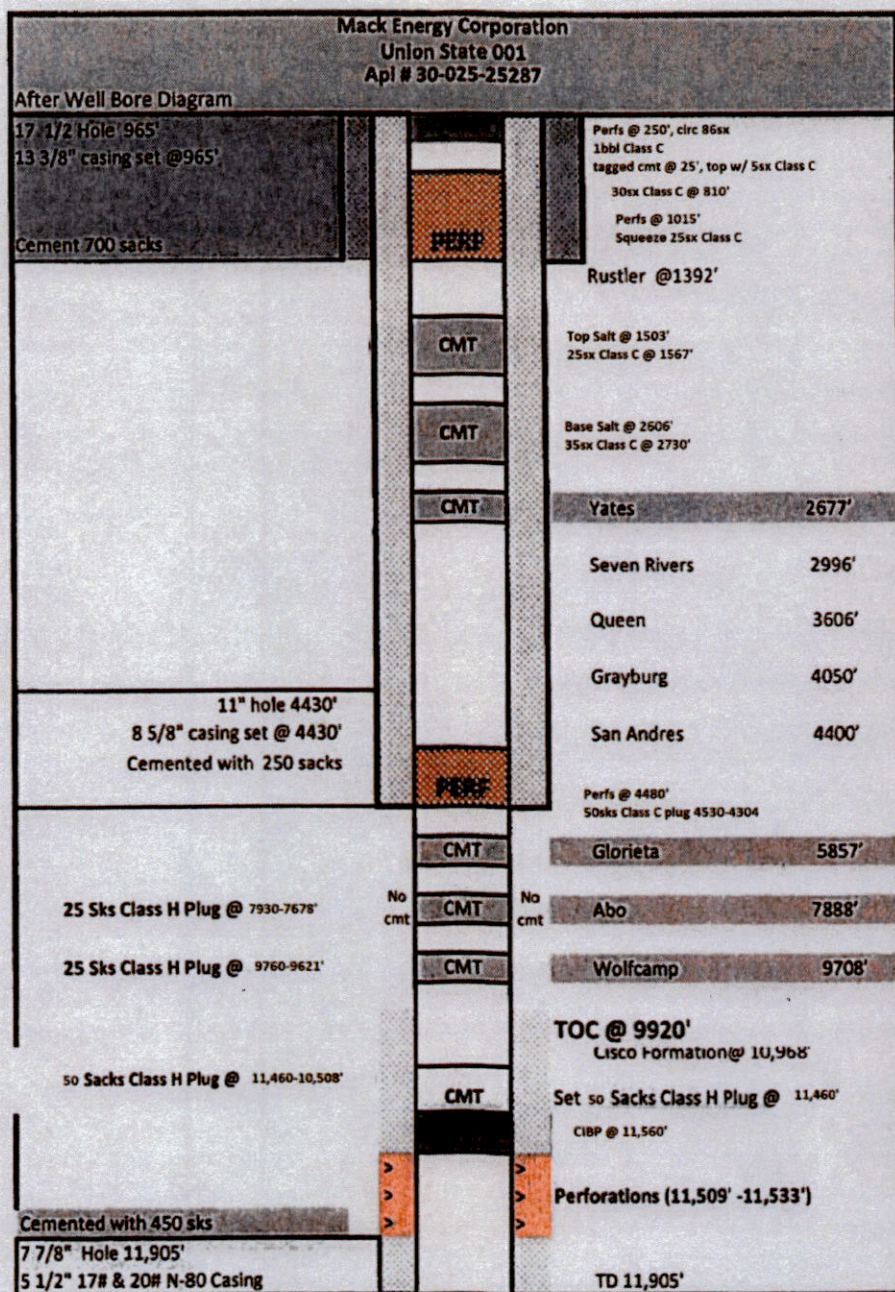 Mack Energy Corporation
Union State 001
Api # 30-025-25287
After Well Bore Diagram
17 1/2 Hole 965'
13 3/8" casing set @965'
Cement 700 sacks
Perfs @ 250', circ 86sx
1bbl Class C
tagged cmt @ 25', top w/ 5sx Class C
30sx Class C @ 810'
Perfs @ 1015'
Squeeze 25sx Class C
PERF
Rustler @1392'
CMT
Top Salt @ 1503'
25sx Class C @ 1567'
CMT
Base Salt @ 2606'
35sx Class C @ 2730'
CMT
Yates 2677'
Seven Rivers 2996'
Queen 3606'
Grayburg 4050'
San Andres 4400'
11" hole 4430'
8 5/8" casing set @ 4430'
Cemented with 250 sacks
PERF
Perfs @ 4480'
50sks Class C plug 4530-4304
CMT
Glorieta 5857'
25 Sks Class H Plug @ 7930-7678'
No
cmt
CMT
No
cmt
Abo 7888'
25 Sks Class H Plug @ 9760-9621'
CMT
Wolfcamp 9708'
TOC @ 9920'
Cisco Formation@ 10,968'
50 Sacks Class H Plug @ 11,460-10,508'
CMT
Set 50 Sacks Class H Plug @ 11,460'
CIBP @ 11,560'
>
>
>
>
>
>
Perforations (11,509' -11,533')
Cemented with 450 sks
7 7/8" Hole 11,905'
5 1/2" 17# & 20# N-80 Casing
TD 11,905'